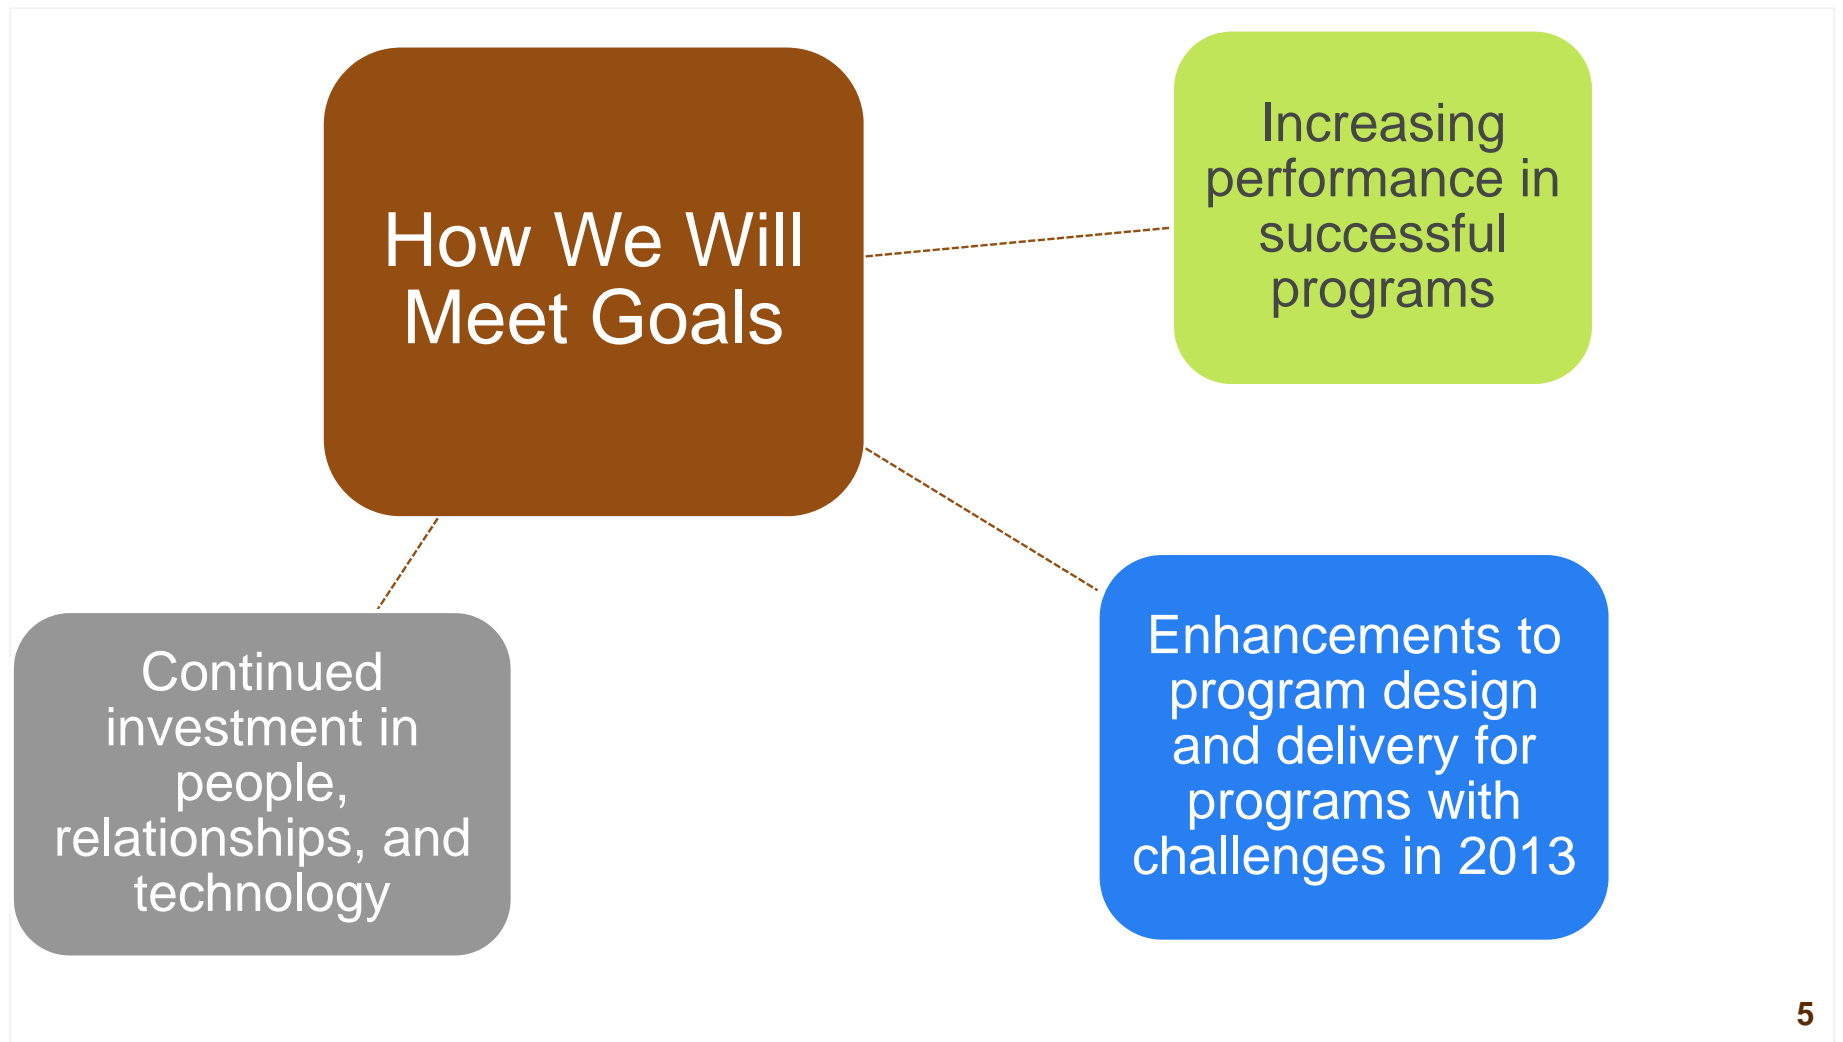 How We Will
Meet Goals
Increasing
performance in
successful
programs
Continued
investment in
people,
relationships, and
technology
Enhancements to
program design
and delivery for
programs with
challenges in 2013
5